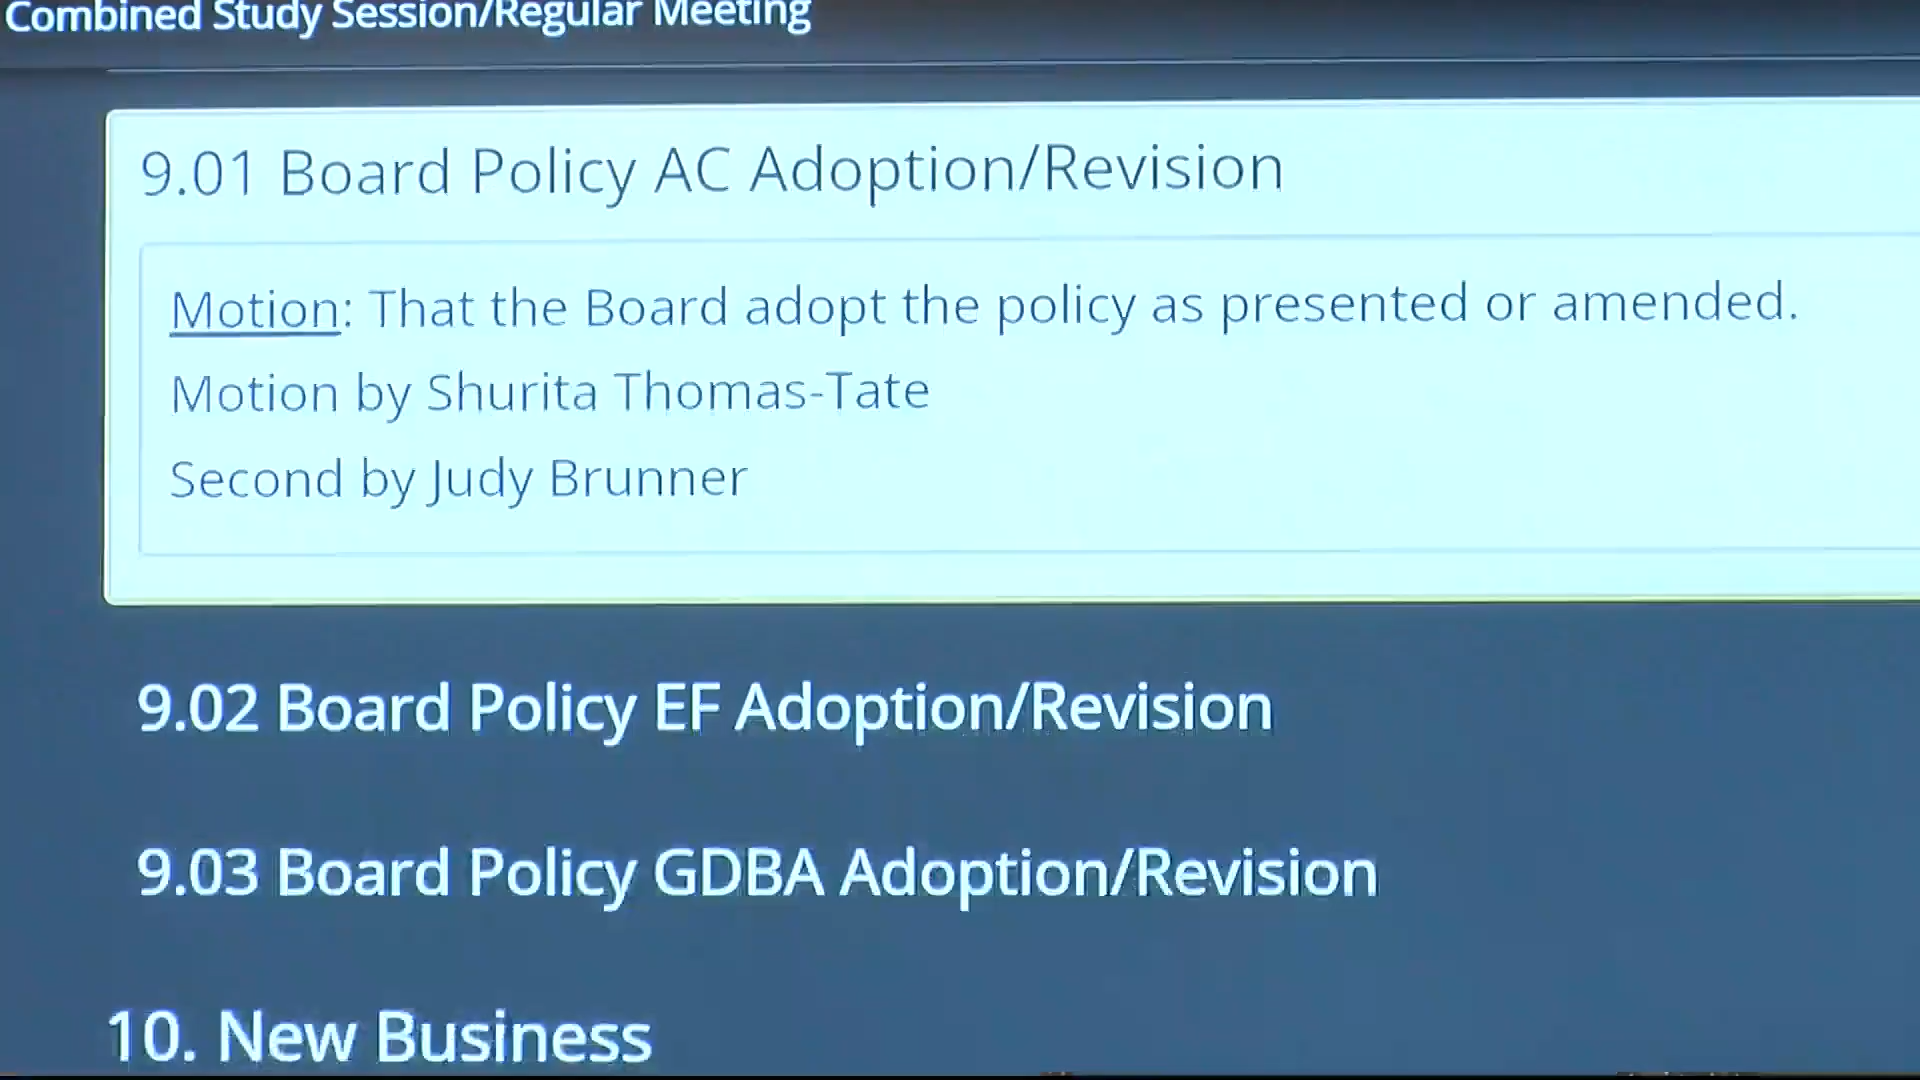 Combined Study Session/Regular Meeting
9.01 Board Policy AC Adoption/Revision
Motion: That the Board adopt the policy as presented or amended.
Motion by Shurita Thomas-Tate
Second by Judy Brunner
9.02 Board Policy EF Adoption/Revision
9.03 Board Policy GDBA Adoption/Revision
10. New Business